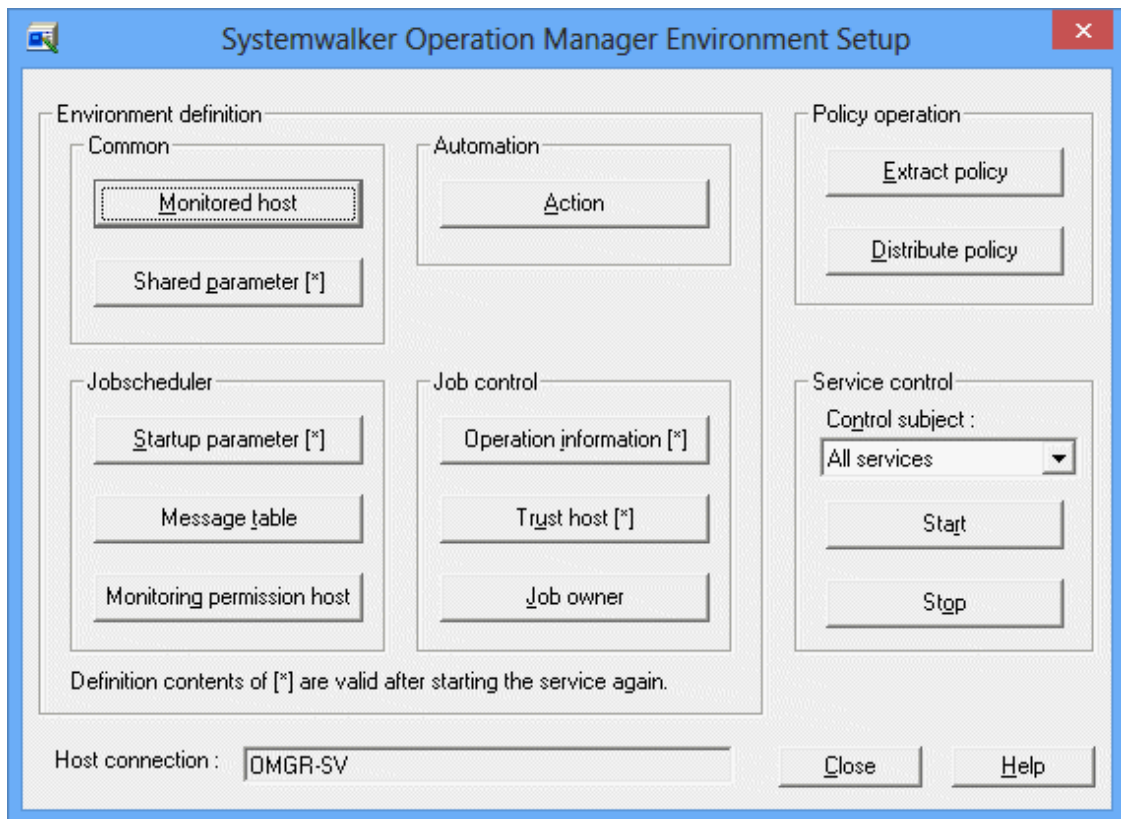 Systemwalker Operation Manager Environment Setup
Environment definition
Common
Monitored host
Shared parameter [*]
Automation
Action
Jobscheduler
Startup parameter [*]
Message table
Monitoring permission host
Job control
Operation information [*]
Trust host [*]
Job owner
Definition contents of [*] are valid after starting the service again.
Policy operation
Extract policy
Distribute policy
Service control
Control subject :
All services
Start
Stop
Host connection : OMGR-SV
Close
Help